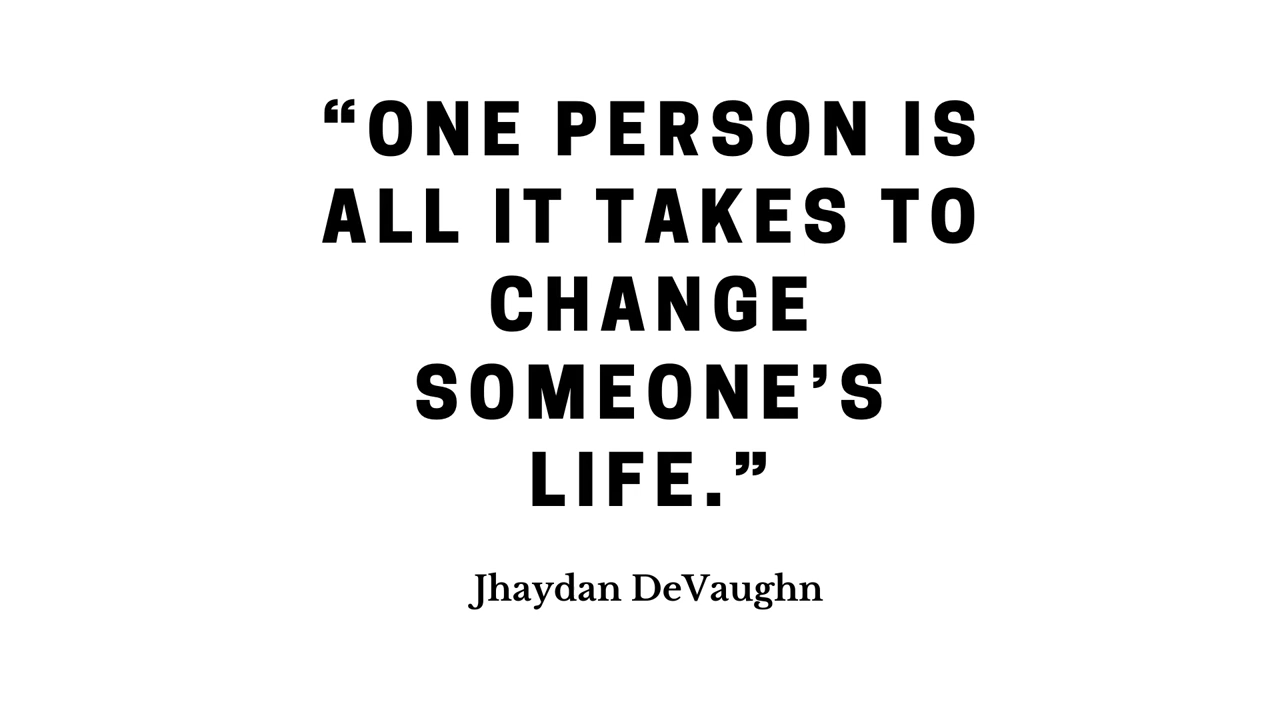 “ONE PERSON IS
ALL IT TAKES TO
CHANGE
SOMEONE’S
LIFE.”
Jhaydan DeVaughn